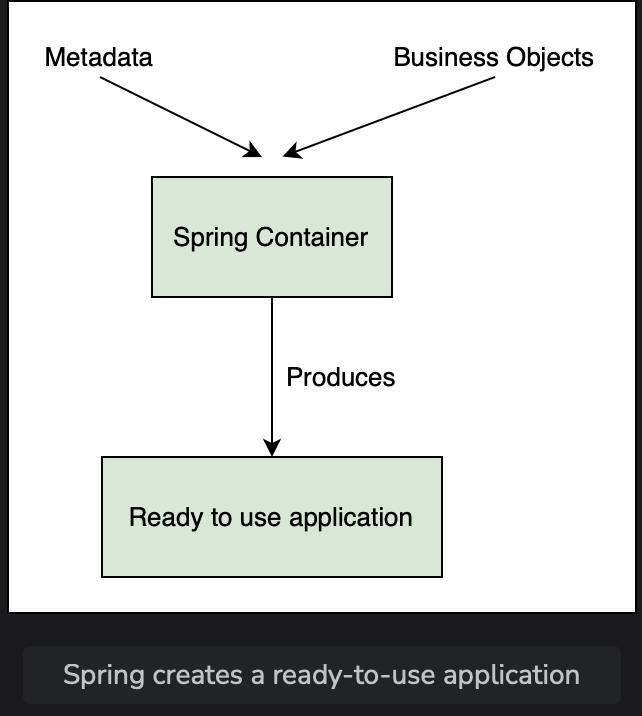 Metadata
Business Objects
Spring Container
Produces
Ready to use application
Spring creates a ready-to-use application